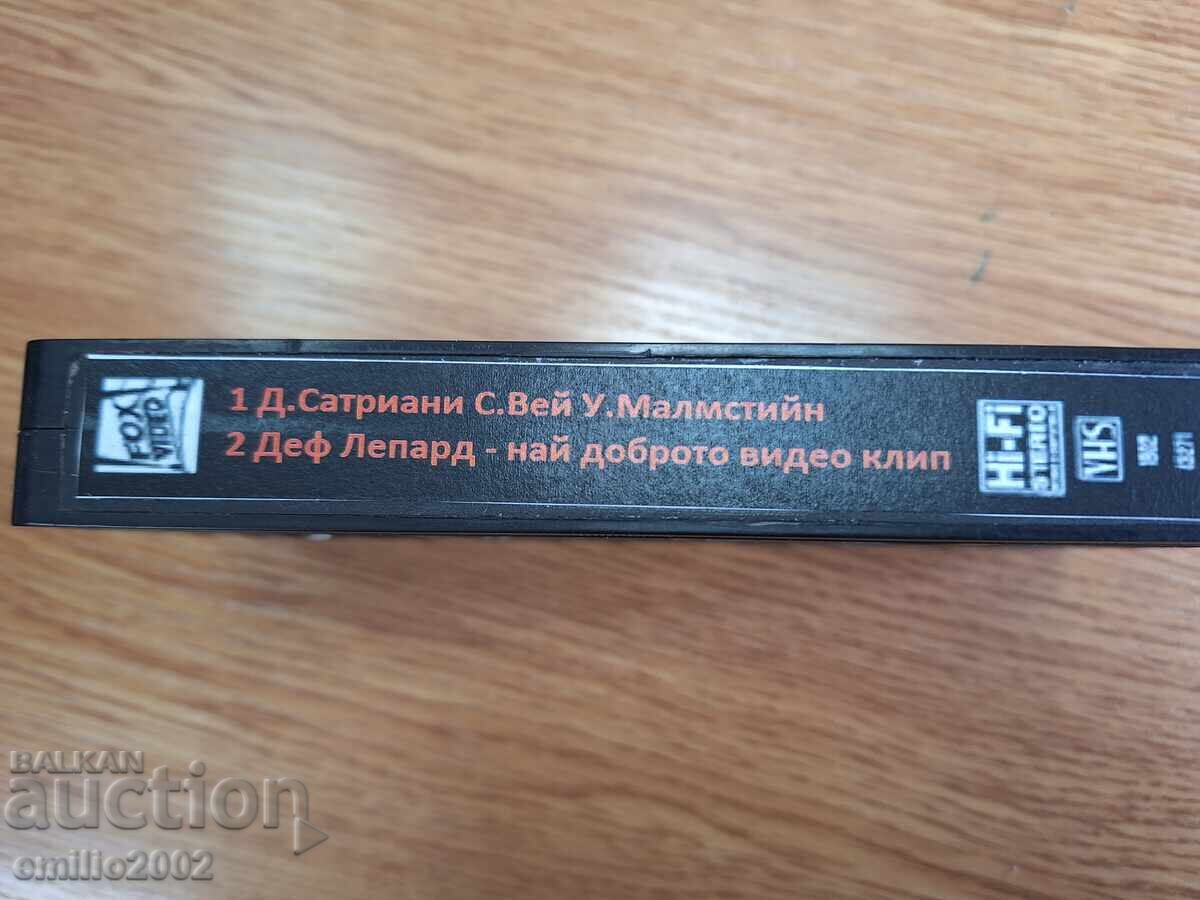 FOX
VIDEO
1 Д.Сатриани С.Вей У.Малмстийн
2 Деф Лепард - най доброто видео клип
Hi-Fi
VHS
BALKAN
auction
emilio2002